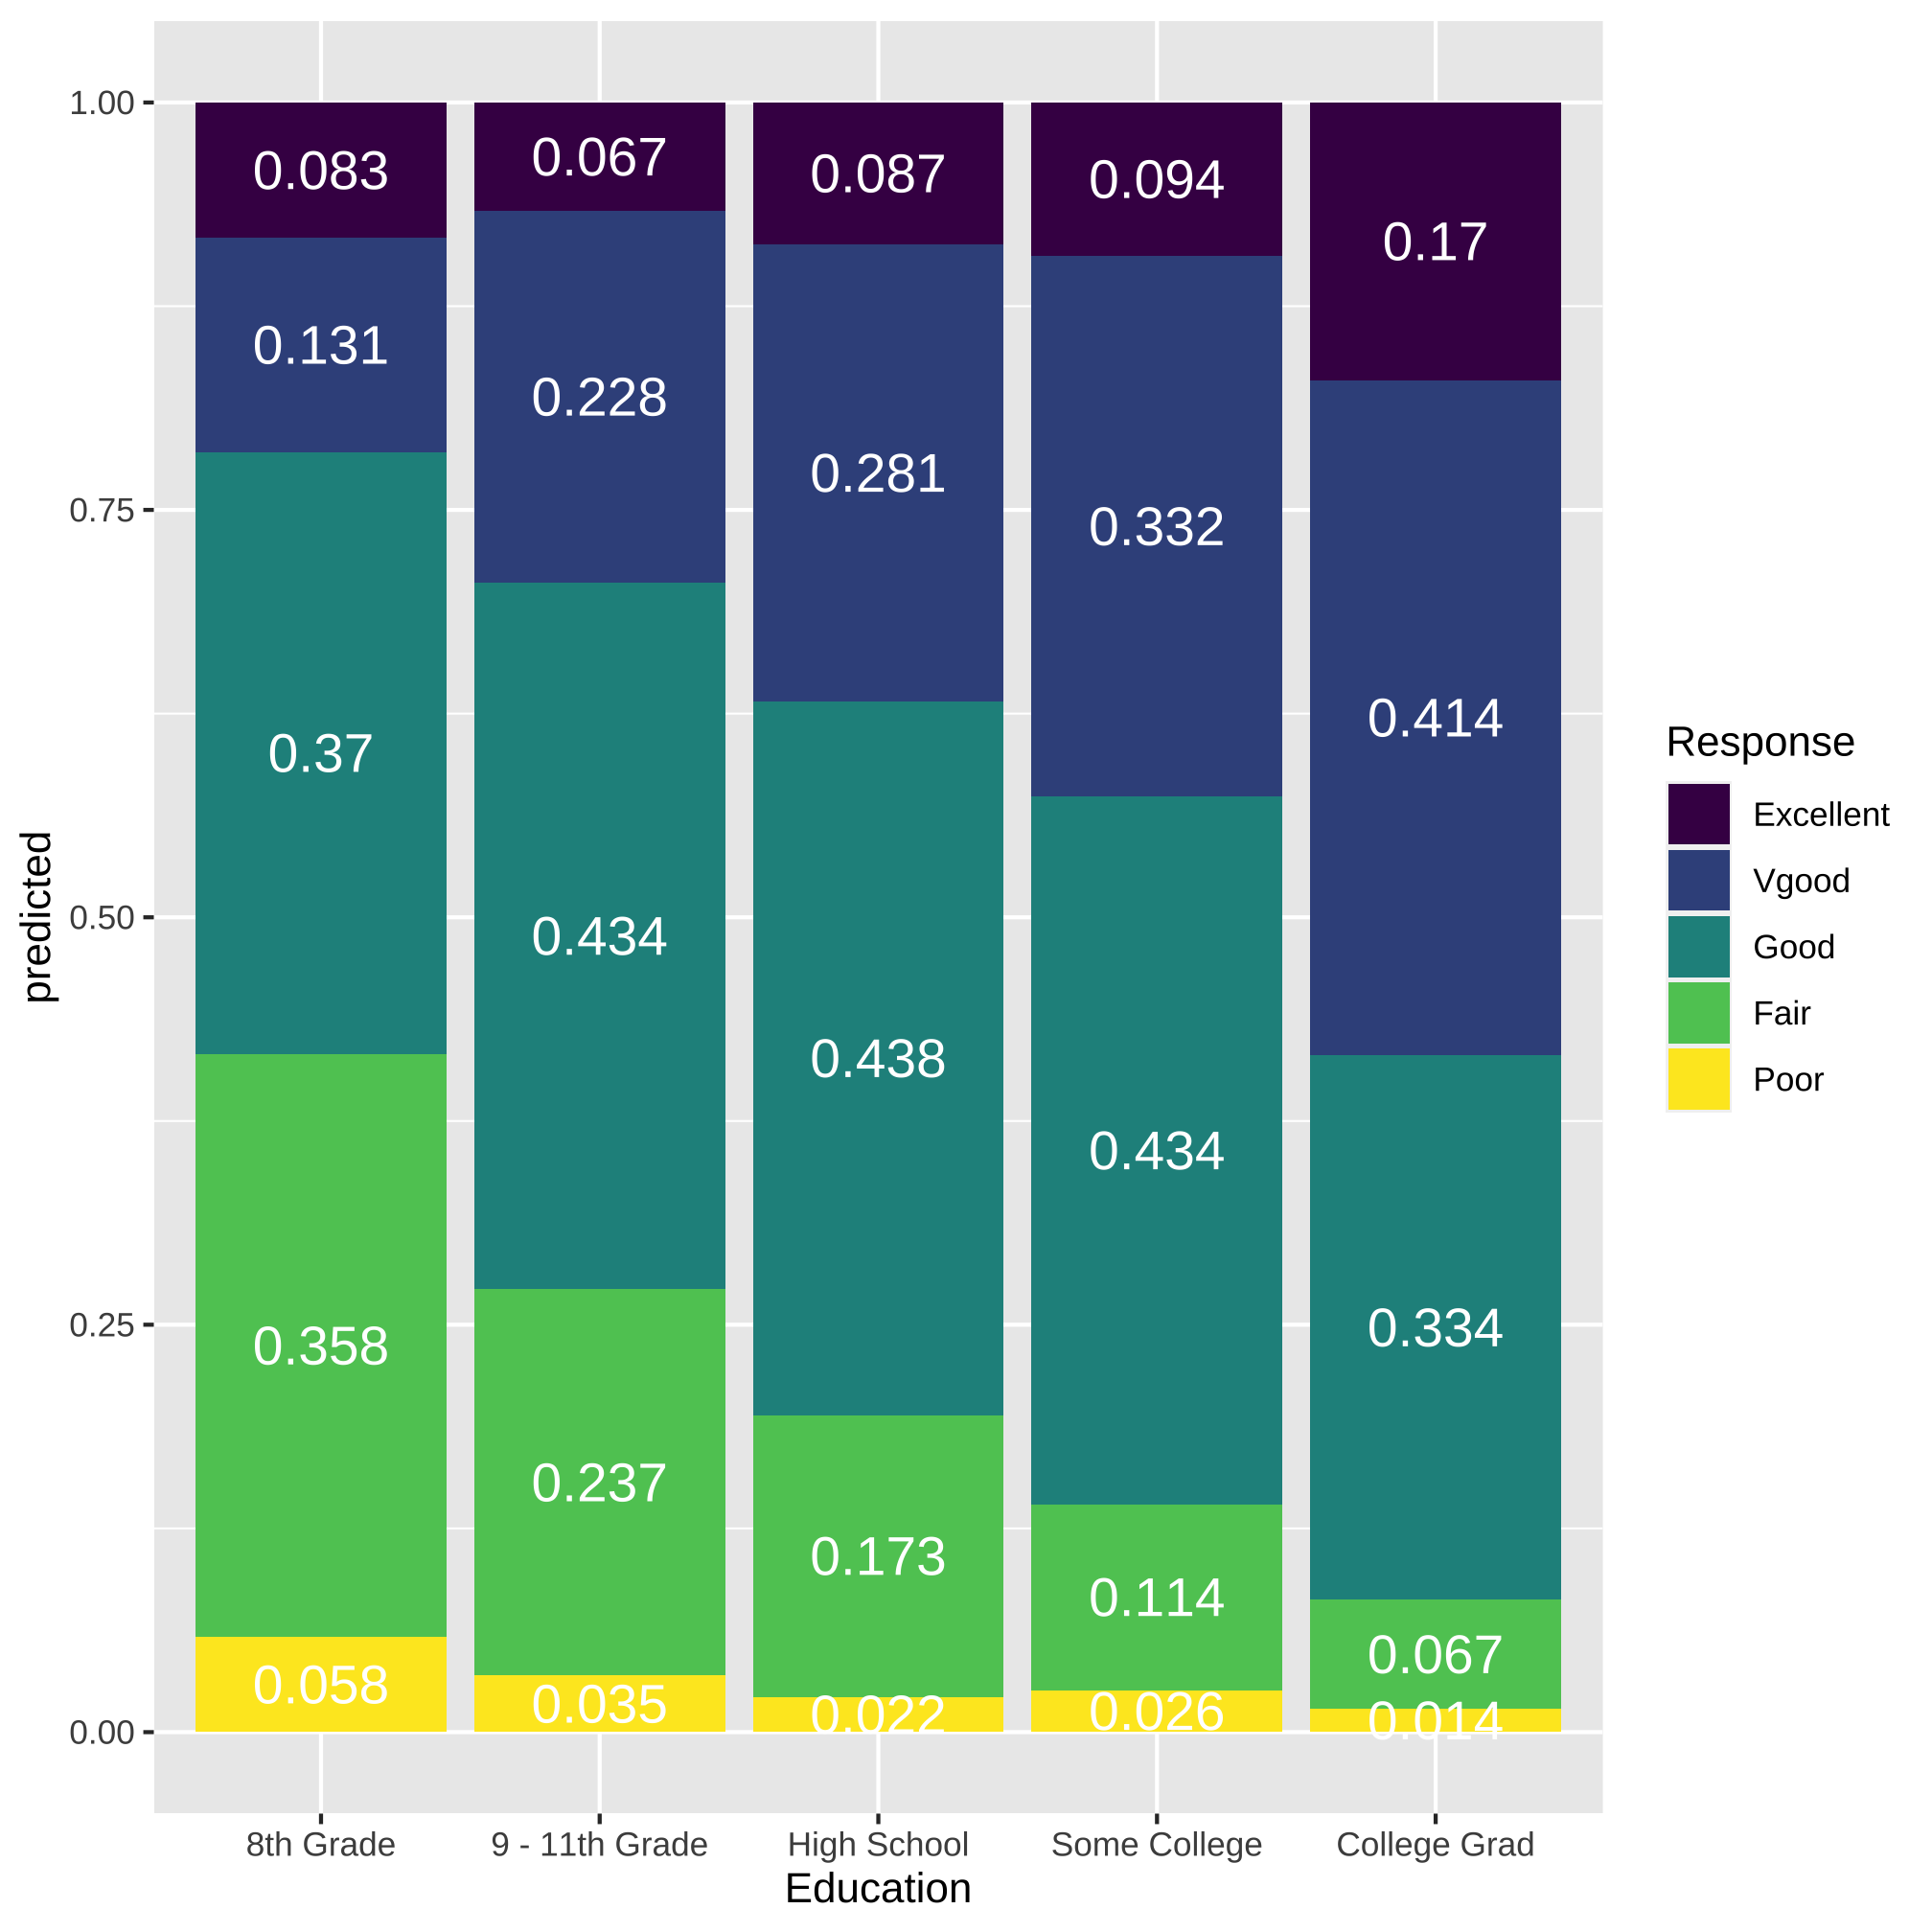 1.00
0.75
0.50
0.25
0.00
predicted
0.083
0.131
0.37
0.358
0.058
0.067
0.228
0.434
0.237
0.035
0.087
0.281
0.438
0.173
0.022
0.094
0.332
0.434
0.114
0.026
0.17
0.414
0.334
0.067
0.014
8th Grade
9 - 11th Grade
High School
Some College
College Grad
Education
Response
Excellent
Vgood
Good
Fair
Poor